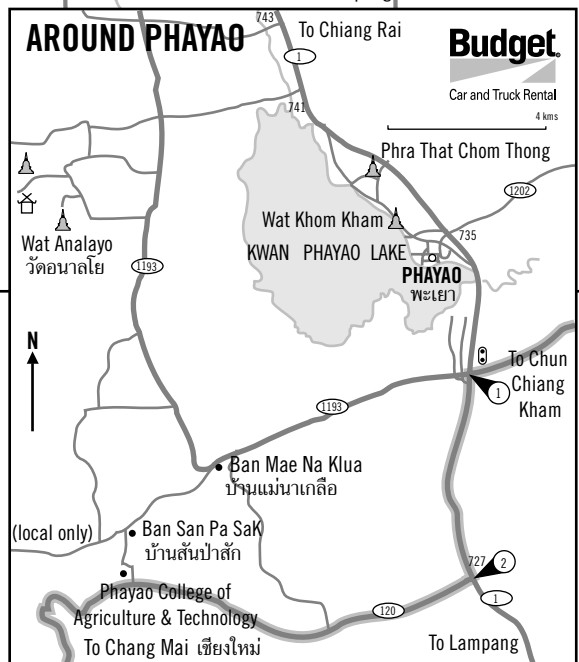 743
To Chiang Rai
AROUND PHAYAO
Budget
Car and Truck Rental
1
4 kms
741
Phra That Chom Thong
1202
Wat Khom Kham
735
Wat Analayo
วัดอนาลโย
KWAN PHAYAO LAKE
PHAYAO
พะเยา
1193
N
To Chun
Chiang
Kham
1
1193
Ban Mae Na Klua
บ้านแม่นาเกลือ
(local only)
Ban San Pa SaK
บ้านสันป่าสัก
727
2
Phayao College of
Agriculture & Technology
120
1
To Chang Mai เชียงใหม่
To Lampang